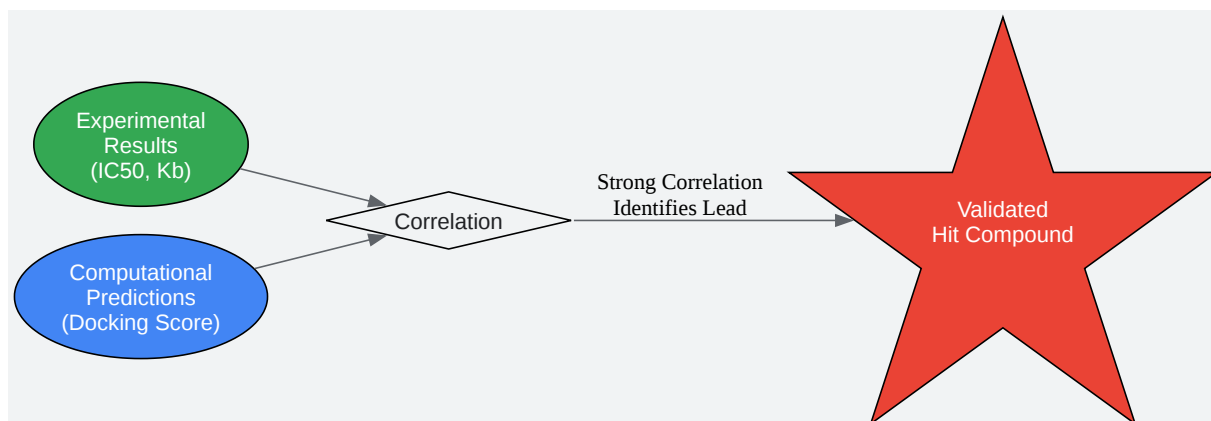 Experimental
Results
(IC50, Kb)
Computational
Predictions
(Docking Score)
Correlation
Strong Correlation
Identifies Lead
Validated
Hit Compound